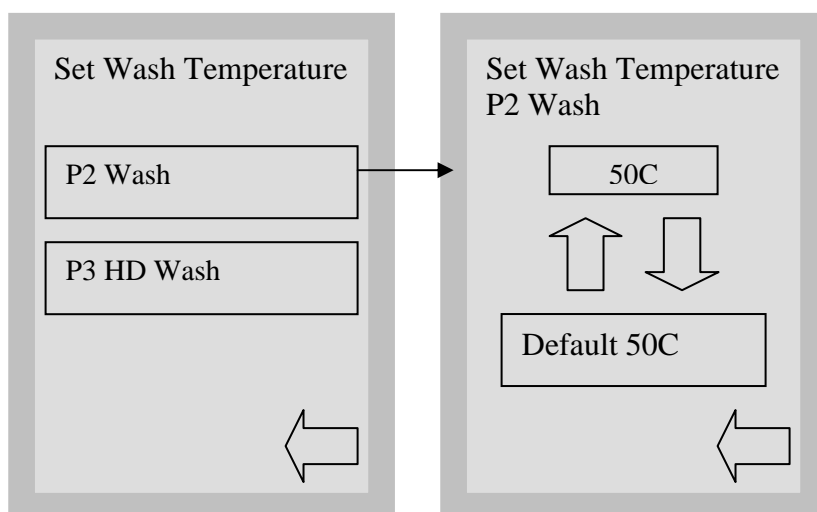 Set Wash Temperature
P2 Wash
P3 HD Wash
Set Wash Temperature
P2 Wash
50C
Default 50C